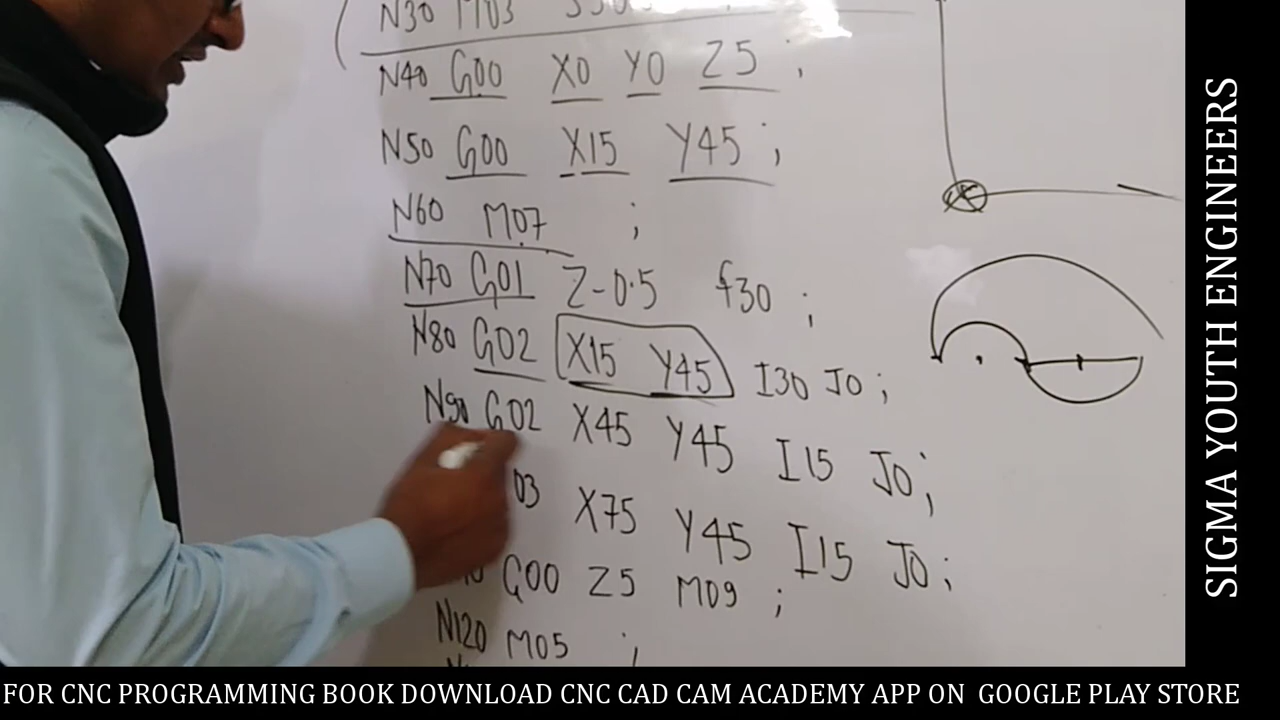 N30 M03
N40 G00 X0 Y0 Z5 ;
N50 G00 X15 Y45 ;
N60 M07 ;
N70 G01 Z-0.5 f30 ;
N80 G02 X15 Y45 I30 J0 ;
N90 G02 X45 Y45 I15 J0 ;
03 X75 Y45 I15 J0 ;
G00 Z5 M09 ;
N120 M05 ;
SIGMA YOUTH ENGINEERS
FOR CNC PROGRAMMING BOOK DOWNLOAD CNC CAD CAM ACADEMY APP ON GOOGLE PLAY STORE